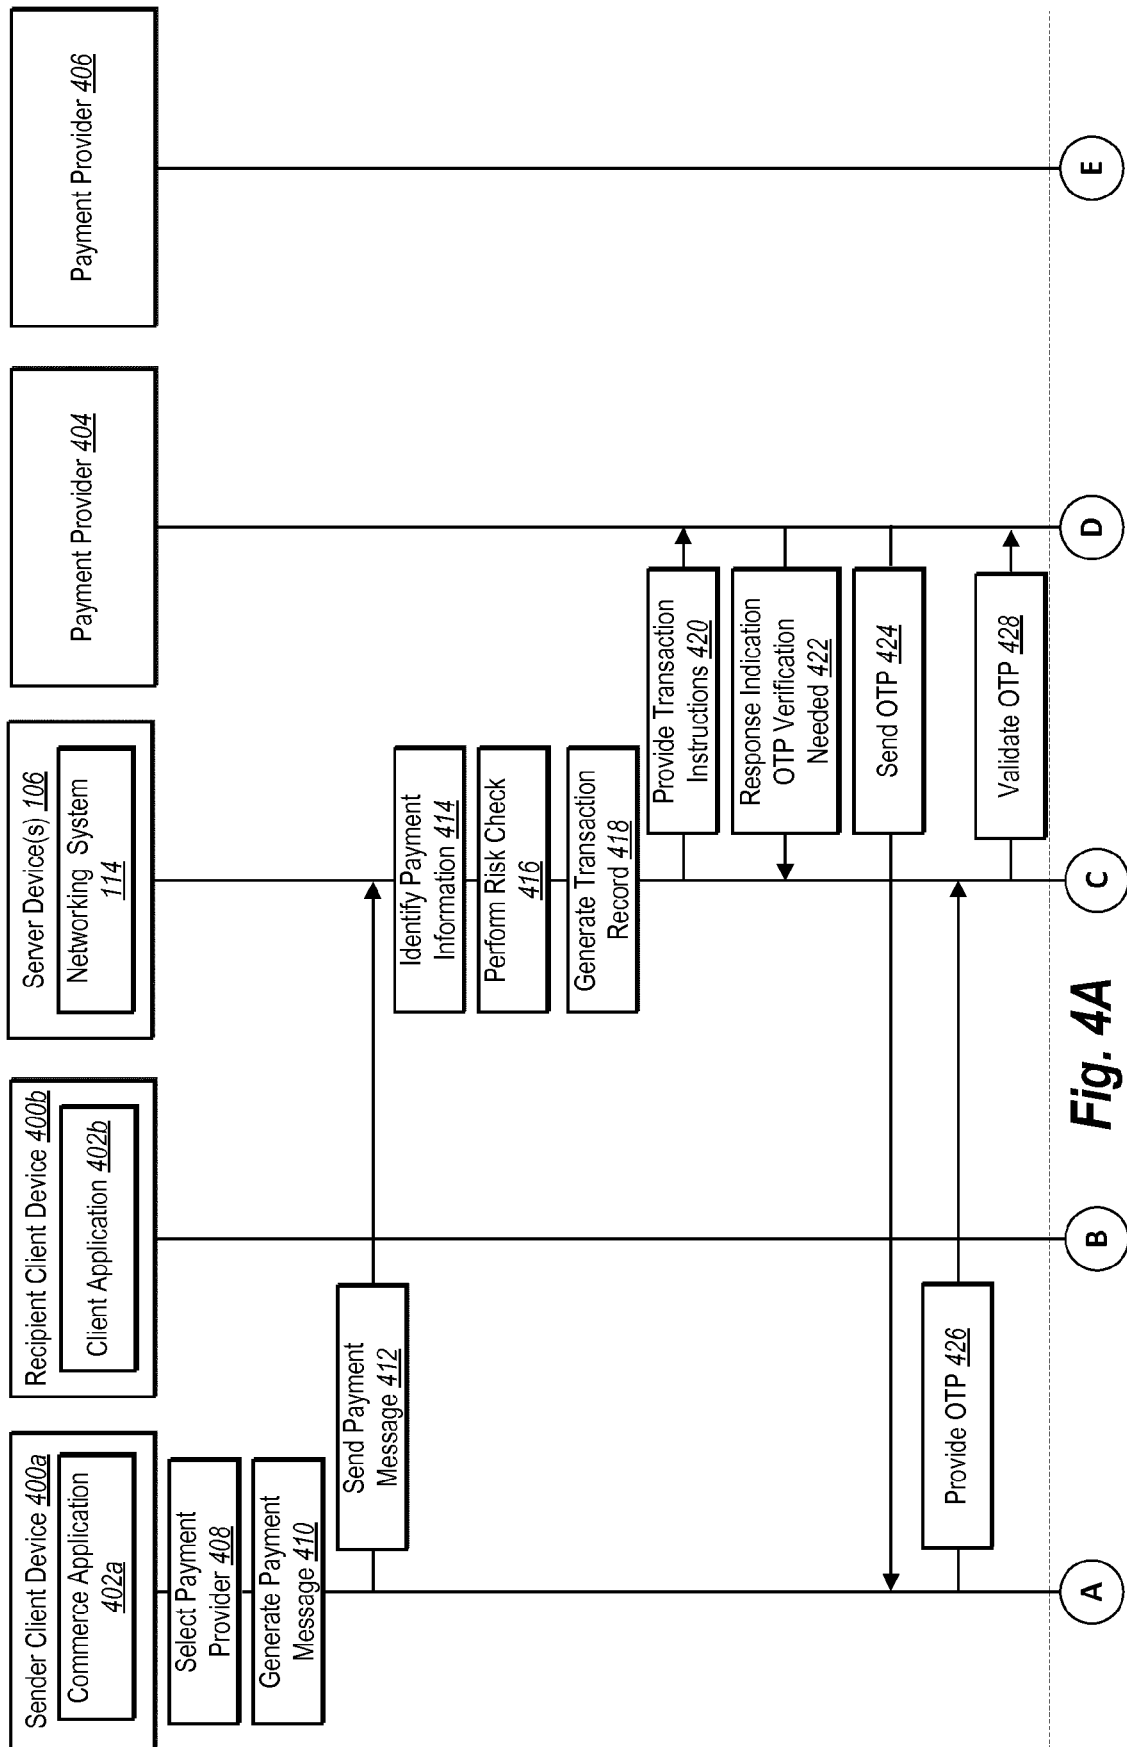 Sender Client Device 400a
Commerce Application
402a
Recipient Client Device 400b
Client Application 402b
Server Device(s) 106
Networking System
114
Payment Provider 404
Payment Provider 406
Select Payment
Provider 408
Generate Payment
Message 410
Send Payment
Message 412
Identify Payment
Information 414
Perform Risk Check
416
Generate Transaction
Record 418
Provide Transaction
Instructions 420
Response Indication
OTP Verification
Needed 422
Send OTP 424
Provide OTP 426
Validate OTP 428
A
B
C
D
E
Fig. 4A